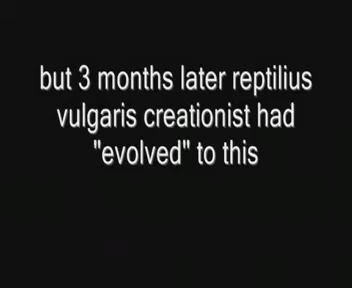 but 3 months later reptilius
vulgaris creationist had
"evolved" to this